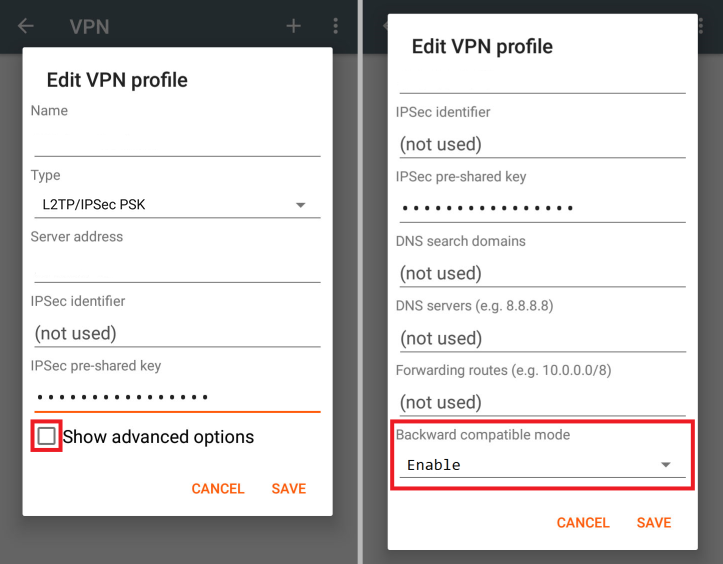 VPN
Edit VPN profile
Name
Type
L2TP/IPSec PSK
Server address
IPSec identifier
(not used)
IPSec pre-shared key
••••••••••••••••
Show advanced options
CANCEL SAVE
Edit VPN profile
IPSec identifier
(not used)
IPSec pre-shared key
••••••••••••••••
DNS search domains
(not used)
DNS servers (e.g. 8.8.8.8)
(not used)
Forwarding routes (e.g. 10.0.0.0/8)
(not used)
Backward compatible mode
Enable
CANCEL SAVE